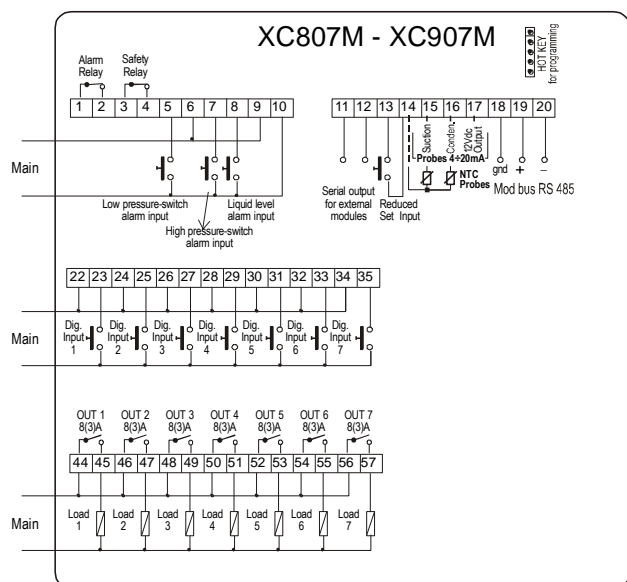 XC807M - XC907M
HOT KEY
for programming
Alarm Relay
Safety Relay
1 2 3 4 5 6 7 8 9 10
11 12 13 14 15 16 17 18 19 20
Suction
Conden.
12Vdc Output
Probes 4÷20mA
NTC Probes
gnd + –
Mod bus RS 485
Main
Low pressure-switch alarm input
High pressure-switch alarm input
Liquid level alarm input
Serial output for external modules
Reduced Set Input
22 23 24 25 26 27 28 29 30 31 32 33 34 35
Main
Dig. Input 1
Dig. Input 2
Dig. Input 3
Dig. Input 4
Dig. Input 5
Dig. Input 6
Dig. Input 7
OUT 1 8(3)A
OUT 2 8(3)A
OUT 3 8(3)A
OUT 4 8(3)A
OUT 5 8(3)A
OUT 6 8(3)A
OUT 7 8(3)A
44 45 46 47 48 49 50 51 52 53 54 55 56 57
Main
Load 1
Load 2
Load 3
Load 4
Load 5
Load 6
Load 7